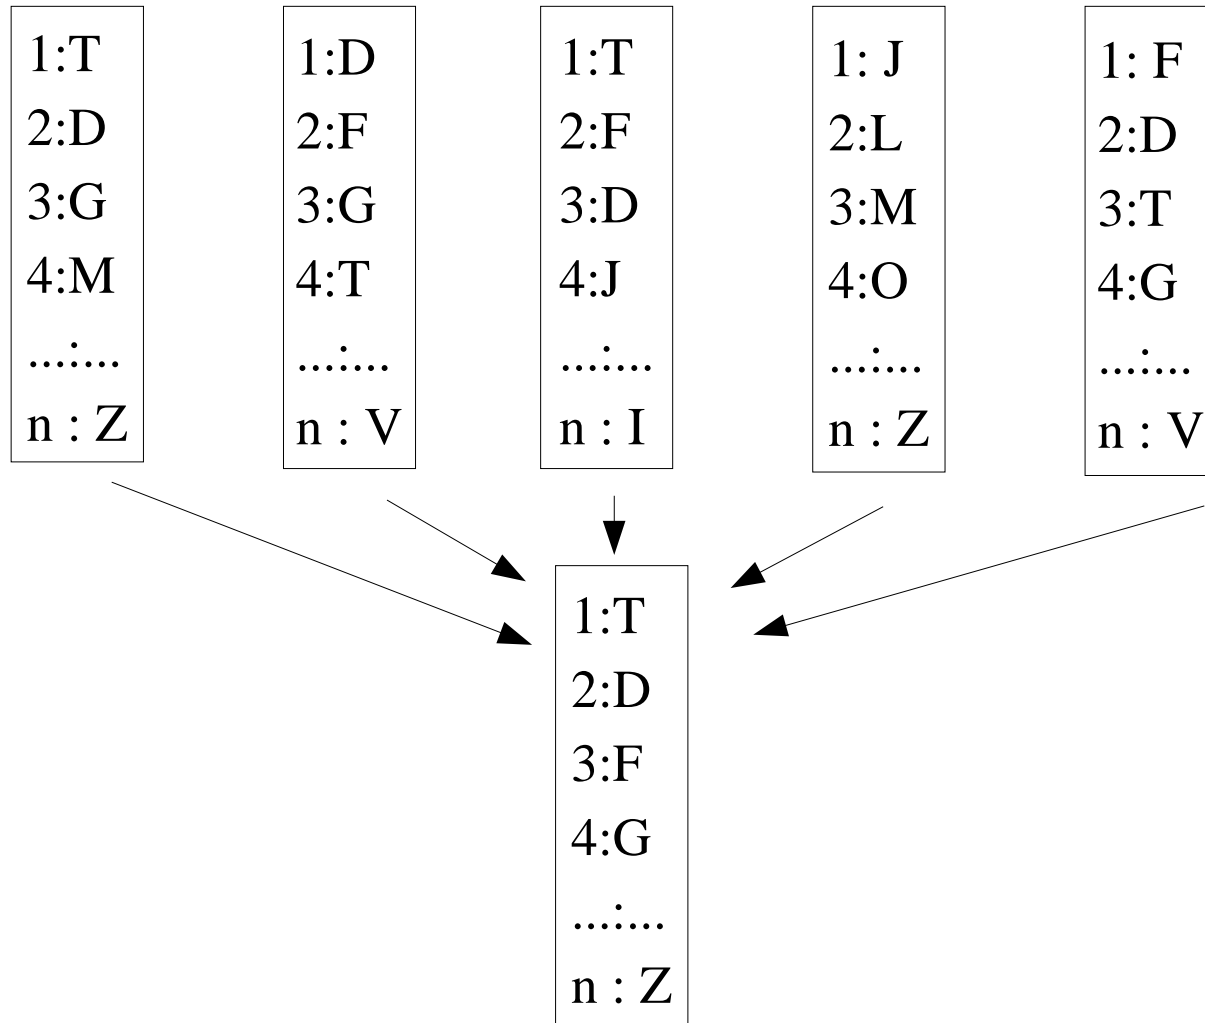 1:T
2:D
3:G
4:M
...:...
n : Z
1:D
2:F
3:G
4:T
...:...
n : V
1:T
2:F
3:D
4:J
...:...
n : I
1: J
2:L
3:M
4:O
...:...
n : Z
1: F
2:D
3:T
4:G
...:...
n : V
1:T
2:D
3:F
4:G
...:...
n : Z